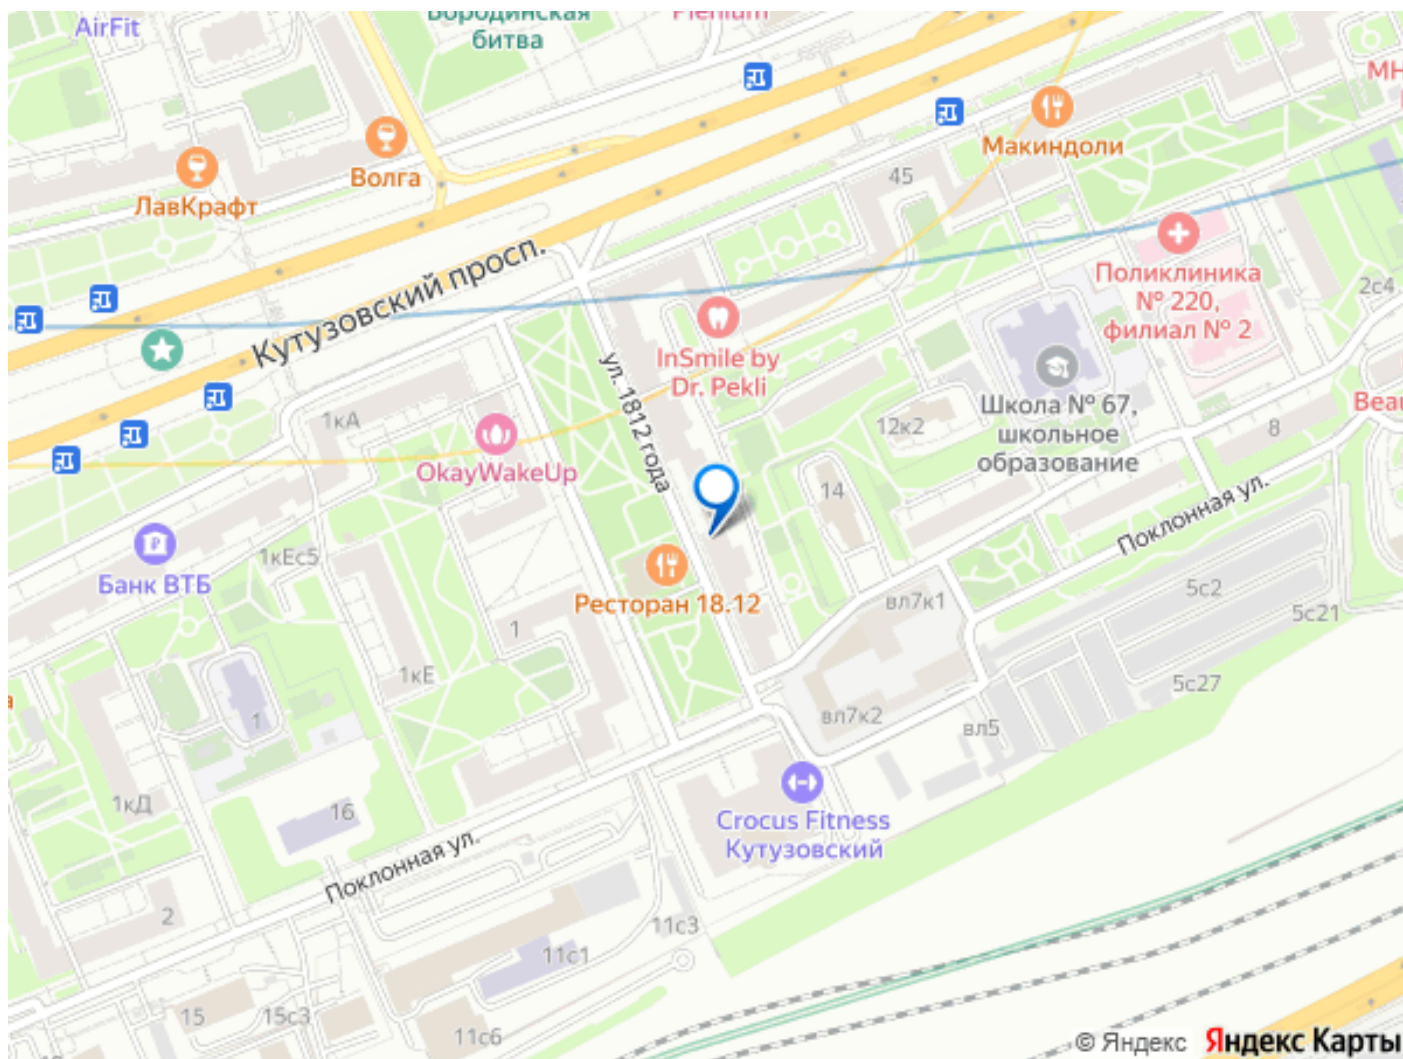 AirFit
Бородинская
битва
Plenium
МН
Макиндоли
Волга
ЛавКрафт
45
Поликлиника
№ 220,
филиал № 2
2с4
Кутузовский просп.
InSmile by
Dr. Pekli
ул. 1812 года
Школа № 67,
школьное
образование
Beau
1кА
12к2
8
OkayWakeUp
14
Поклонная ул.
Банк ВТБ
1кЕс5
Ресторан 18.12
вл7к1
5с2
5с21
1
1кЕ
5с27
1
вл7к2
вл5
1кД
16
Crocus Fitness
Кутузовский
Поклонная ул.
2
11с3
11с1
15
15с3
11с6
© Яндекс
Яндекс Карты